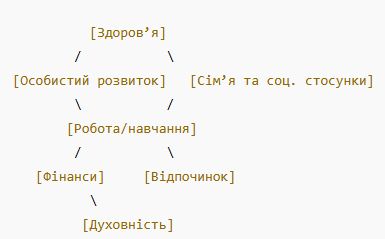 [Здоров’я]
/ \
[Особистий розвиток] [Сім’я та соц. стосунки]
\ /
[Робота/навчання]
/ \
[Фінанси] [Відпочинок]
\
[Духовність]